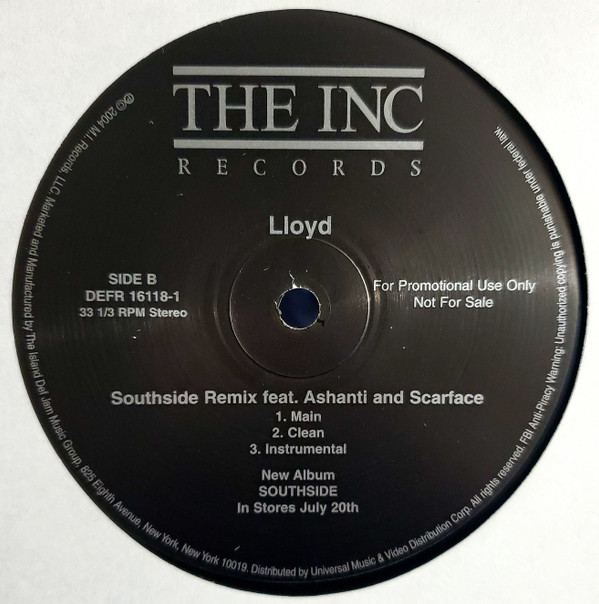 THE INC
RECORDS
Lloyd
SIDE B
DEFR 16118-1
33 1/3 RPM Stereo
For Promotional Use Only
Not For Sale
Southside Remix feat. Ashanti and Scarface
1. Main
2. Clean
3. Instrumental
New Album
SOUTHSIDE
In Stores July 20th
℗© 2004 M.I. Records, LLC. Marketed and Manufactured by The Island Def Jam Music Group, 825 Eighth Avenue, New York, New York 10019. Distributed by Universal Music & Video Distribution Corp. All rights reserved. FBI Anti-Piracy Warning: Unauthorized copying is punishable under federal law.